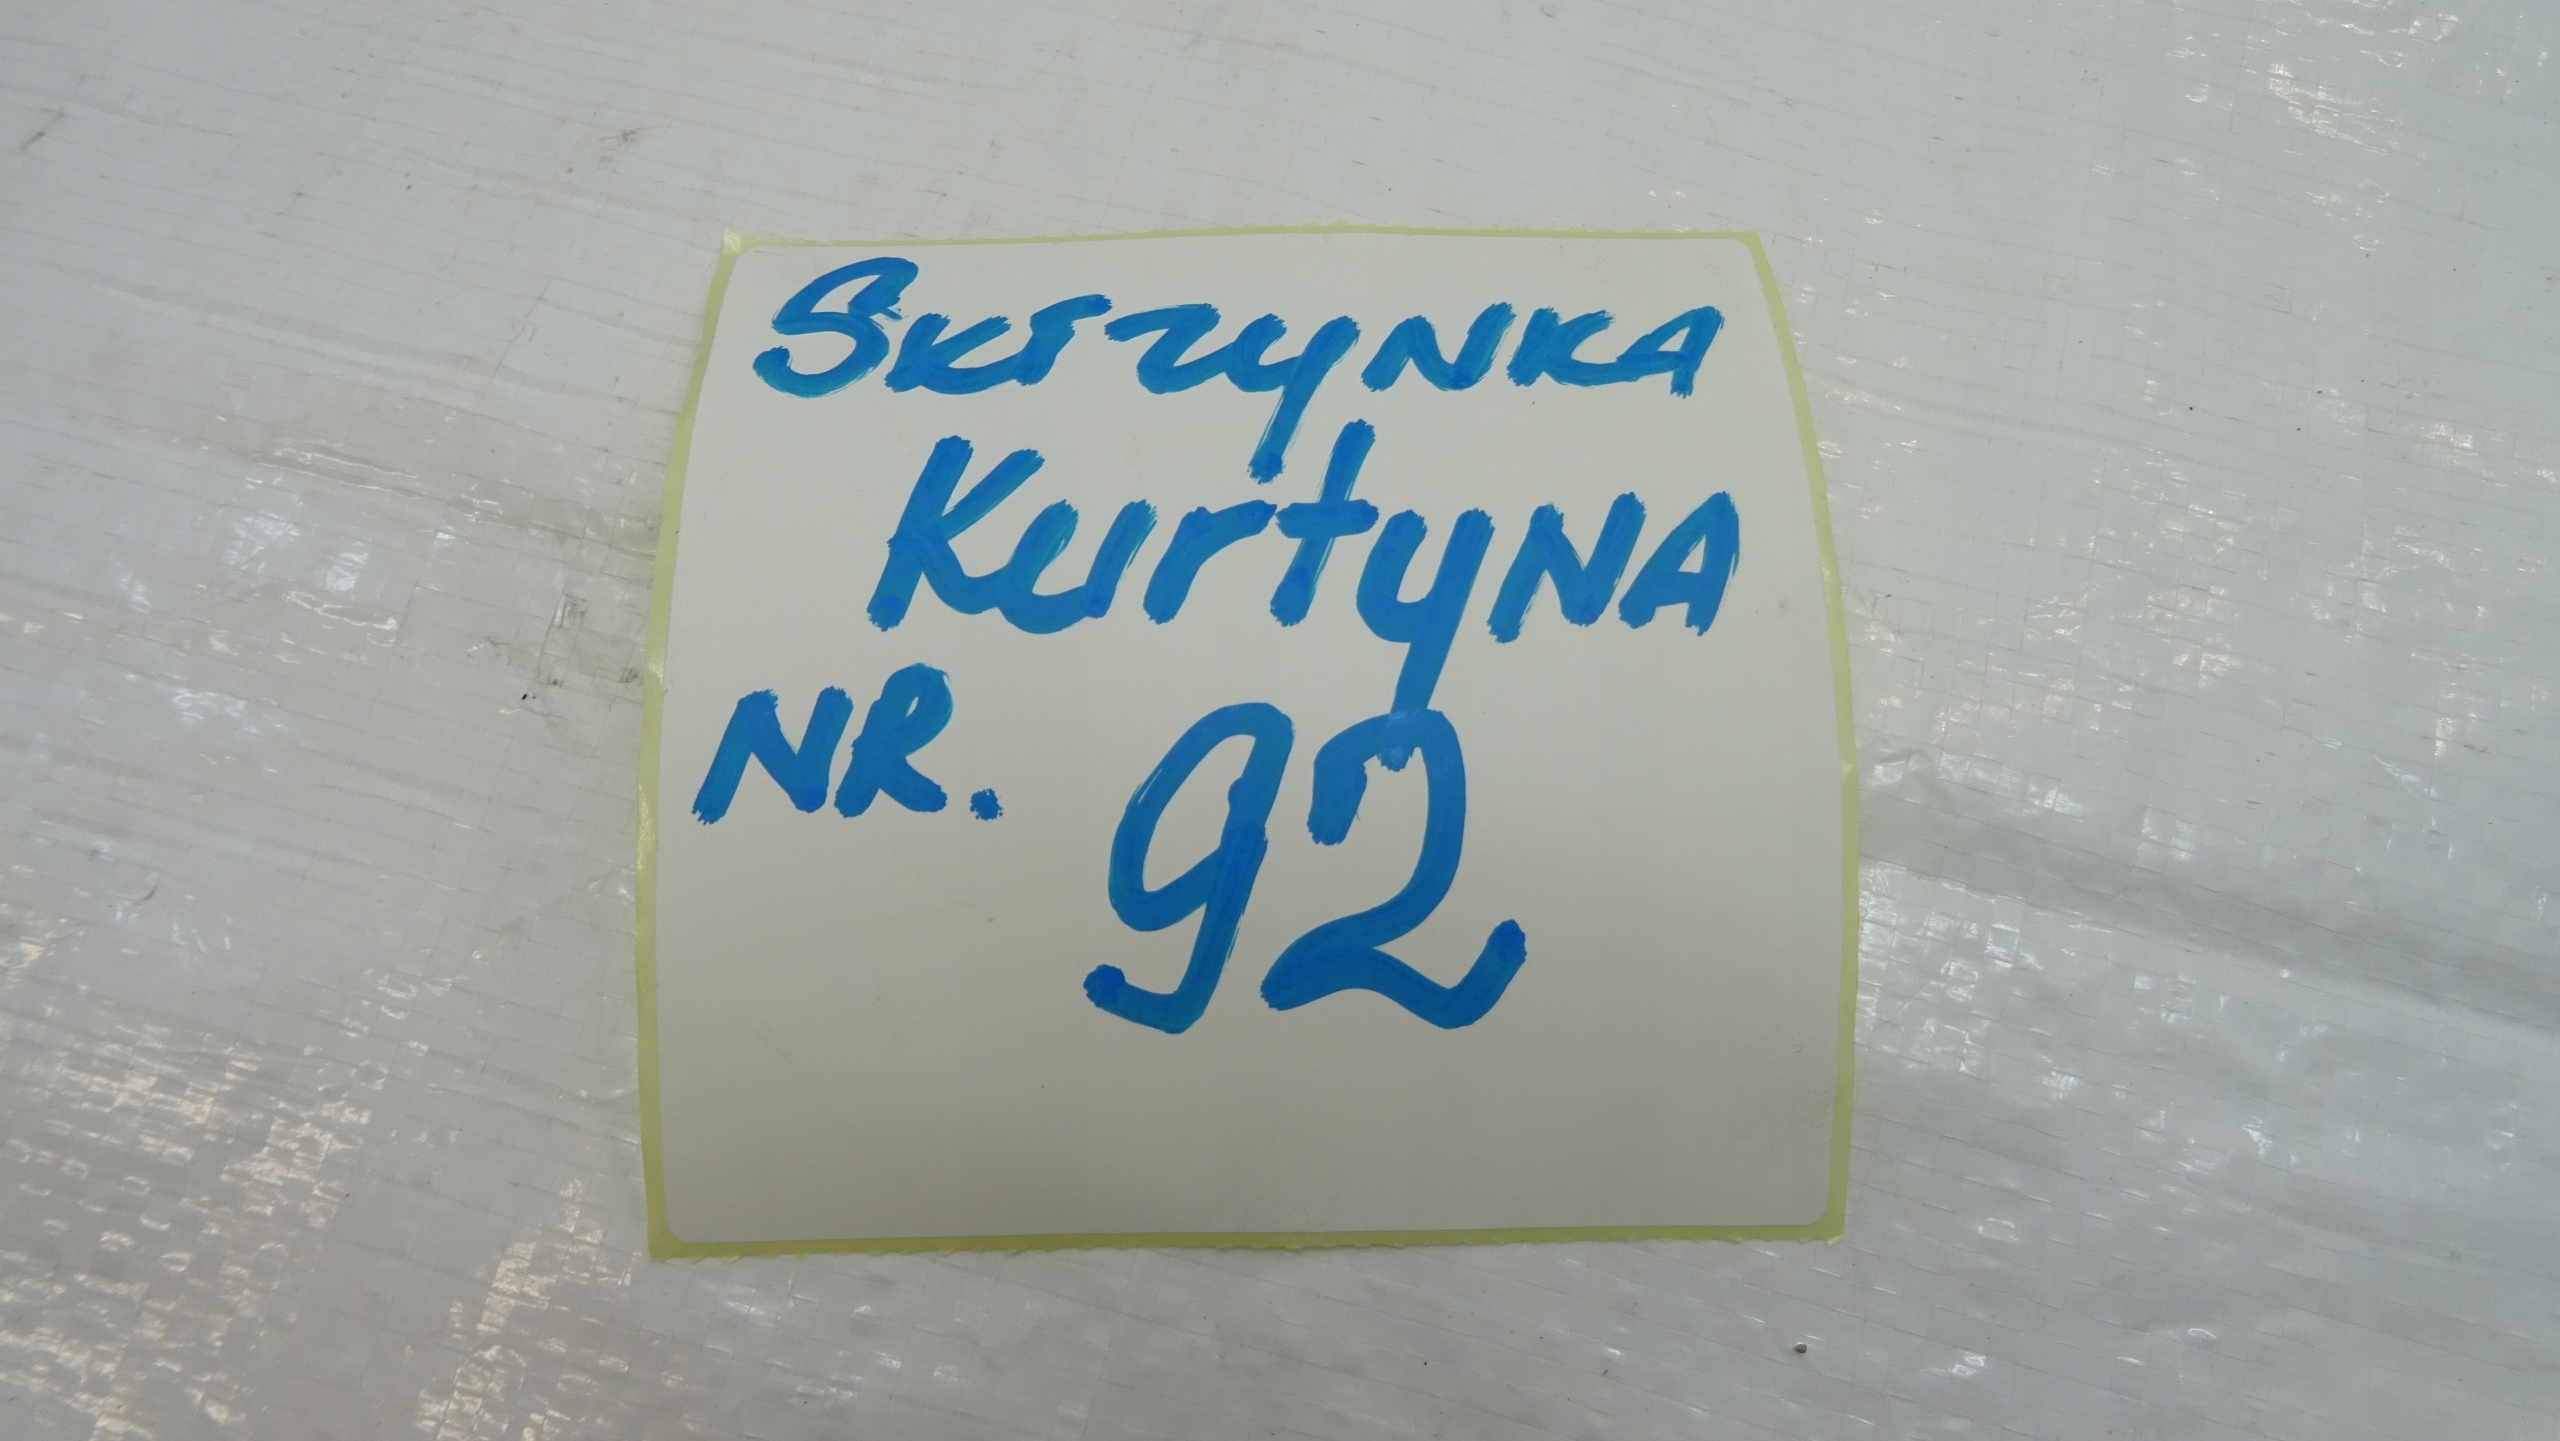 Skrzynka
Kurtyna
NR. 92